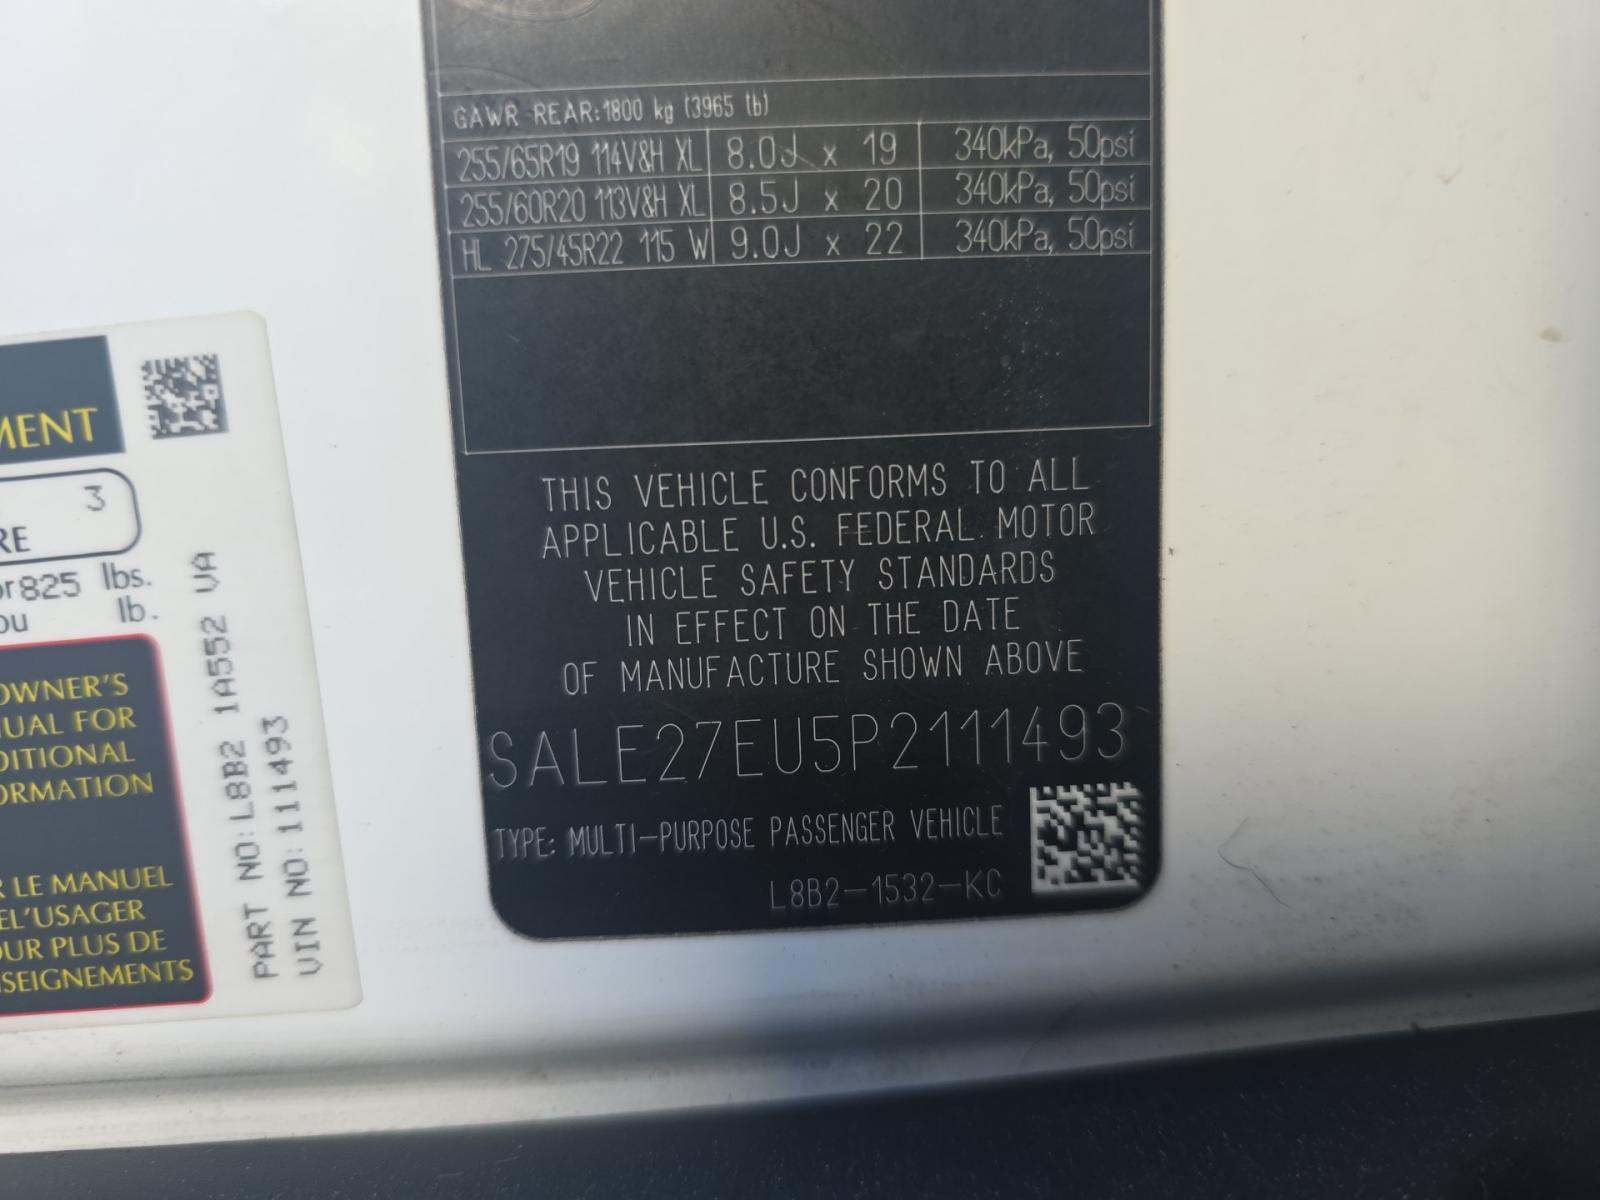 GAWR REAR:1800 kg (3965 lb)
255/65R19 114V&H XL 8.0J x 19 340kPa, 50psi
255/60R20 113V&H XL 8.5J x 20 340kPa, 50psi
HL 275/45R22 115 W 9.0J x 22 340kPa, 50psi
THIS VEHICLE CONFORMS TO ALL
APPLICABLE U.S. FEDERAL MOTOR
VEHICLE SAFETY STANDARDS
IN EFFECT ON THE DATE
OF MANUFACTURE SHOWN ABOVE
SALE27EU5P2111493
TYPE: MULTI-PURPOSE PASSENGER VEHICLE
L8B2-1532-KC
MENT
3
RE
or 825 lbs.
ou lb.
OWNER'S
UAL FOR
DITIONAL
ORMATION
R LE MANUEL
EL'USAGER
OUR PLUS DE
SEIGNEMENTS
PART NO:L8B2 1A552 VA
VIN NO:111493